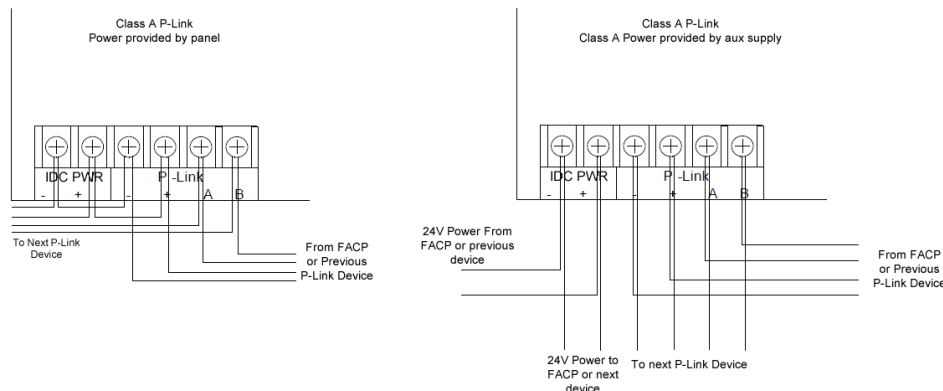 Class A P-Link
Power provided by panel
IDC PWR P -Link
- + - + A B
To Next P-Link
Device
From FACP
or Previous
P-Link Device
Class A P-Link
Class A Power provided by aux supply
IDC PWR P -Link
- + - + A B
24V Power From
FACP or previous
device
From FACP
or Previous
P-Link Device
24V Power to
FACP or next
device
To next P-Link Device